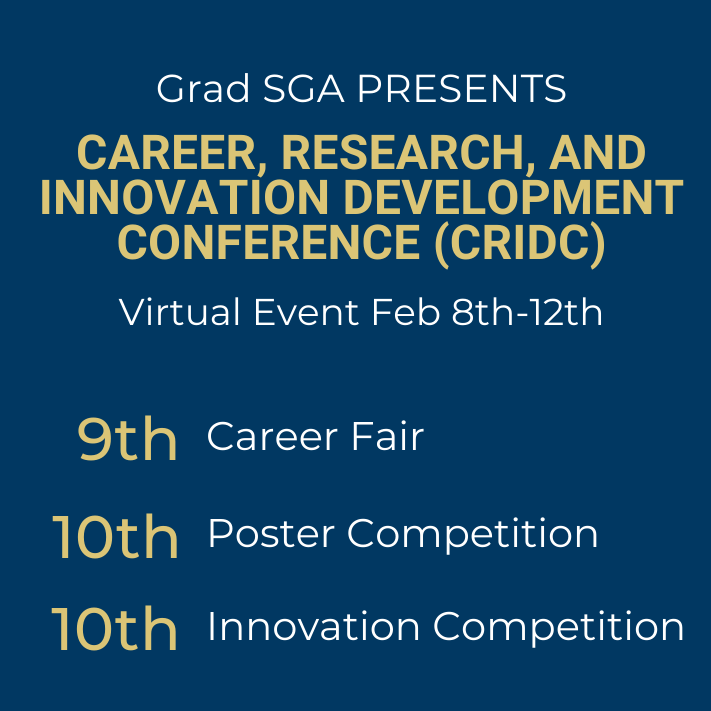 Grad SGA PRESENTS
CAREER, RESEARCH, AND
INNOVATION DEVELOPMENT
CONFERENCE (CRIDC)
Virtual Event Feb 8th-12th
9th Career Fair
10th Poster Competition
10th Innovation Competition